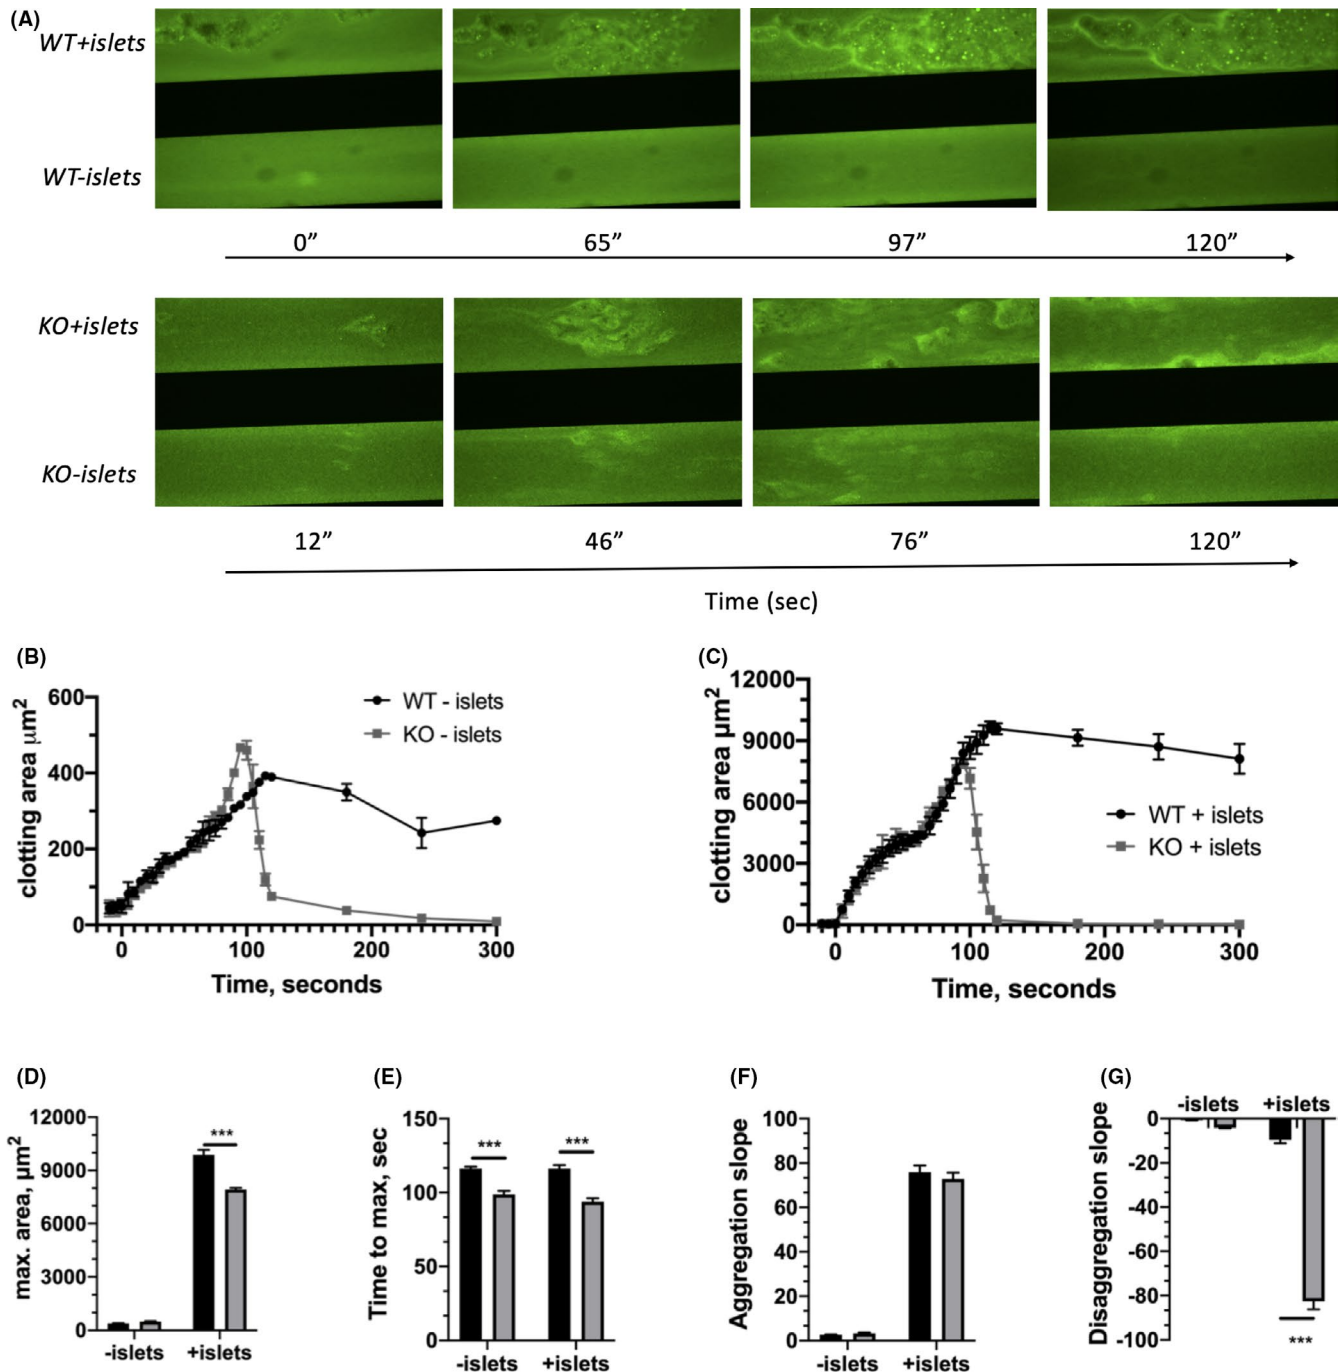 (A)
WT+islets
WT-islets
0” 65” 97” 120”
KO+islets
KO-islets
12” 46” 76” 120”
Time (sec)
(B)
600
400
200
0
clotting area μm²
WT - islets
KO - islets
0 100 200 300
Time, seconds
(C)
12000
9000
6000
3000
0
clotting area μm²
WT + islets
KO + islets
0 100 200 300
Time, seconds
(D)
12000
9000
6000
3000
0
max. area, μm²
***
-islets +islets
(E)
150
100
50
0
Time to max, sec
*** ***
-islets +islets
(F)
100
80
60
40
20
0
Aggregation slope
-islets +islets
(G)
-islets +islets
0
-20
-40
-60
-80
-100
Disaggregation slope
***